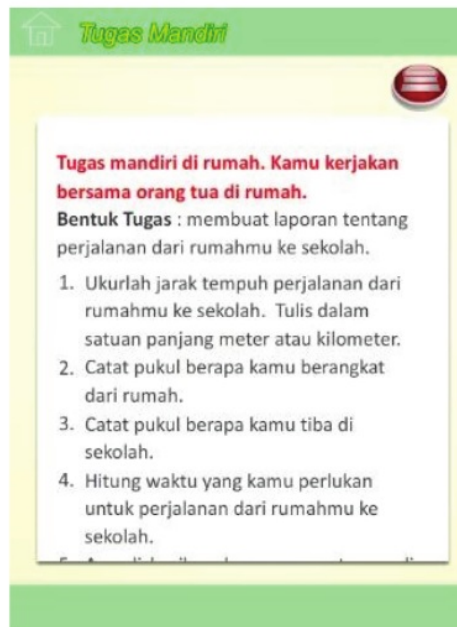 Tugas Mandiri
Tugas mandiri di rumah. Kamu kerjakan
bersama orang tua di rumah.
Bentuk Tugas : membuat laporan tentang
perjalanan dari rumahmu ke sekolah.
1. Ukurlah jarak tempuh perjalanan dari
rumahmu ke sekolah. Tulis dalam
satuan panjang meter atau kilometer.
2. Catat pukul berapa kamu berangkat
dari rumah.
3. Catat pukul berapa kamu tiba di
sekolah.
4. Hitung waktu yang kamu perlukan
untuk perjalanan dari rumahmu ke
sekolah.